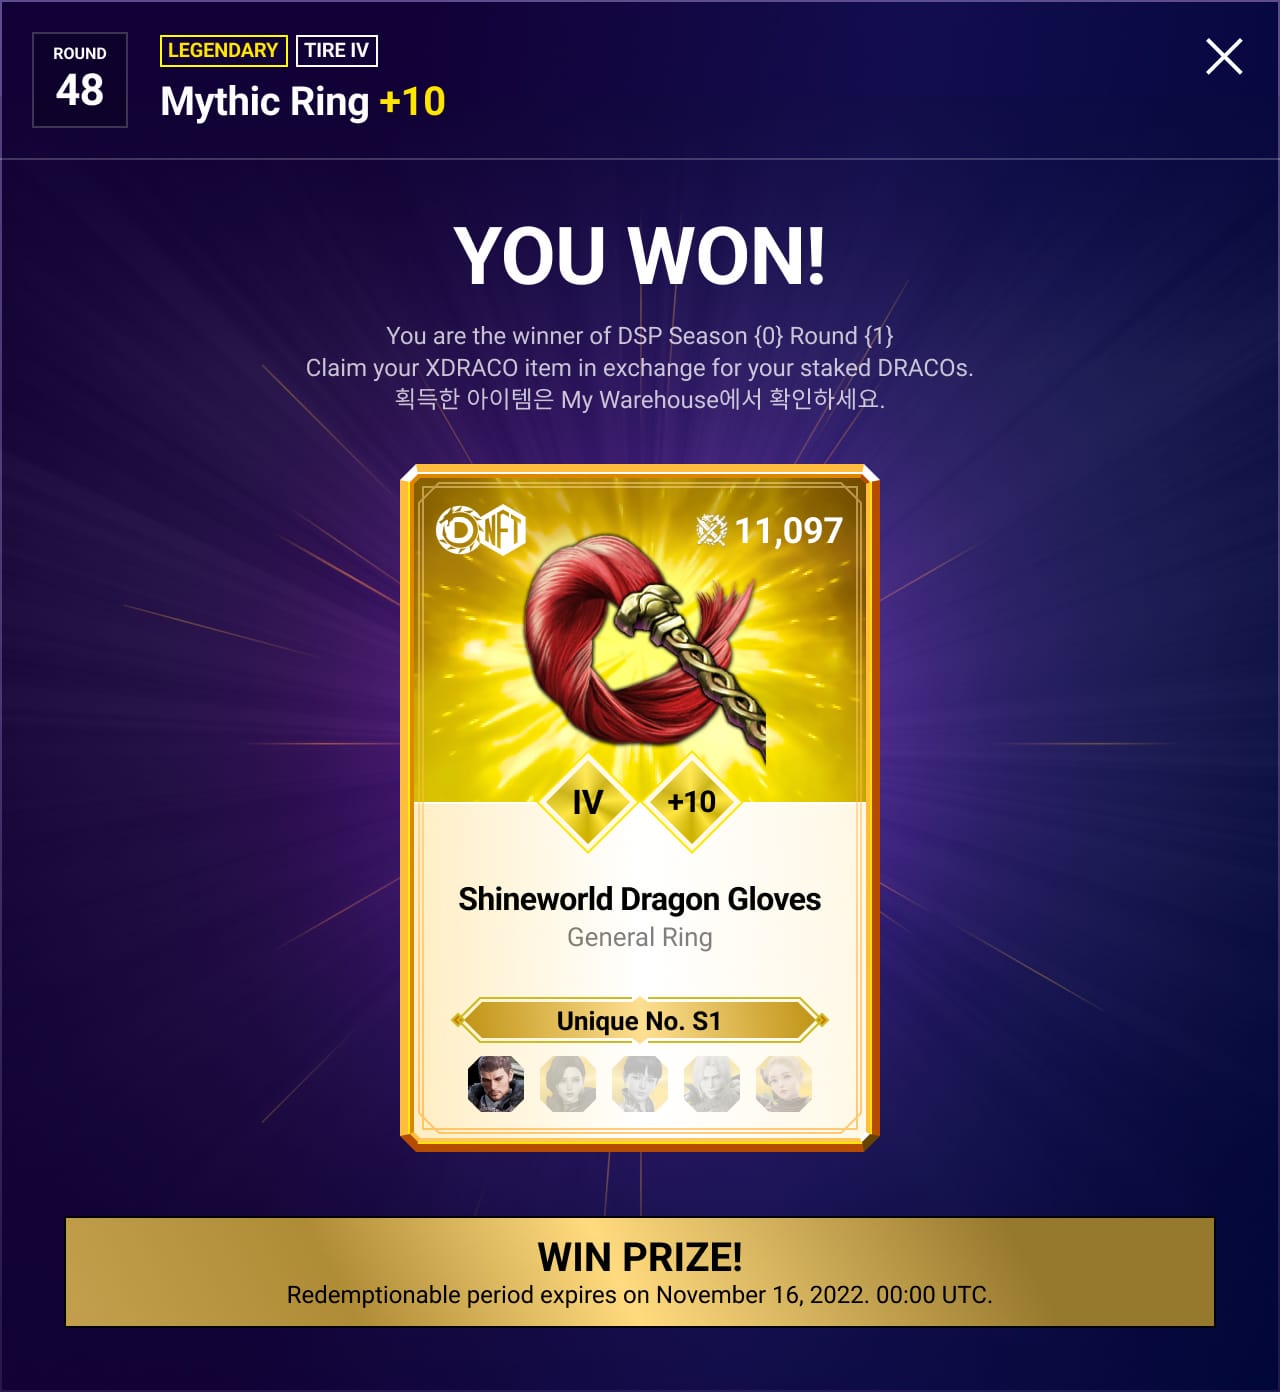 ROUND
48
LEGENDARY TIRE IV
Mythic Ring +10
YOU WON!
You are the winner of DSP Season {0} Round {1}
Claim your XDRACO item in exchange for your staked DRACOs.
획득한 아이템은 My Warehouse에서 확인하세요.
D NFT 11,097
IV +10
Shineworld Dragon Gloves
General Ring
Unique No. S1
WIN PRIZE!
Redemptionable period expires on November 16, 2022. 00:00 UTC.